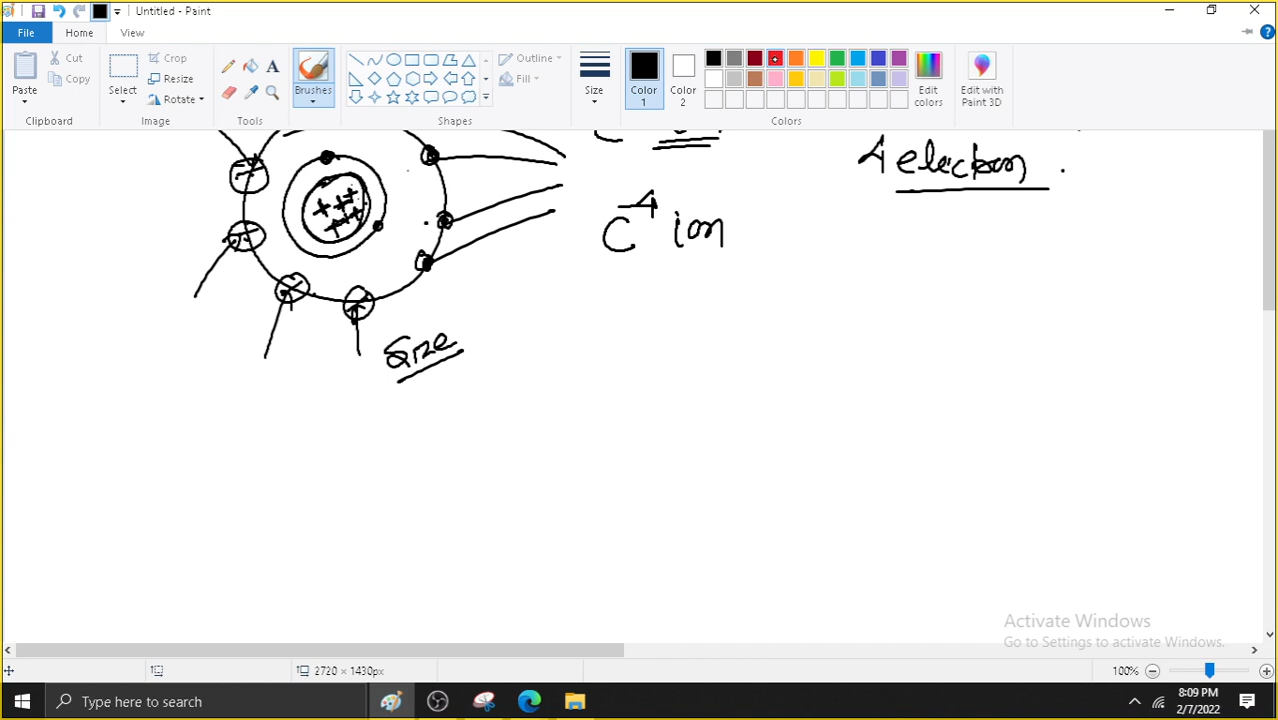 Untitled - Paint
File Home View
Paste Cut Copy Clipboard
Select Crop Resize Rotate Image
Tools
Brushes
Outline Fill Shapes
Size
Color 1 Color 2 Colors
Edit colors
Edit with Paint 3D
4 electron .
C-4 ion
Size
Activate Windows
Go to Settings to activate Windows.
2720 × 1430px
100%
Type here to search
8:09 PM
2/7/2022